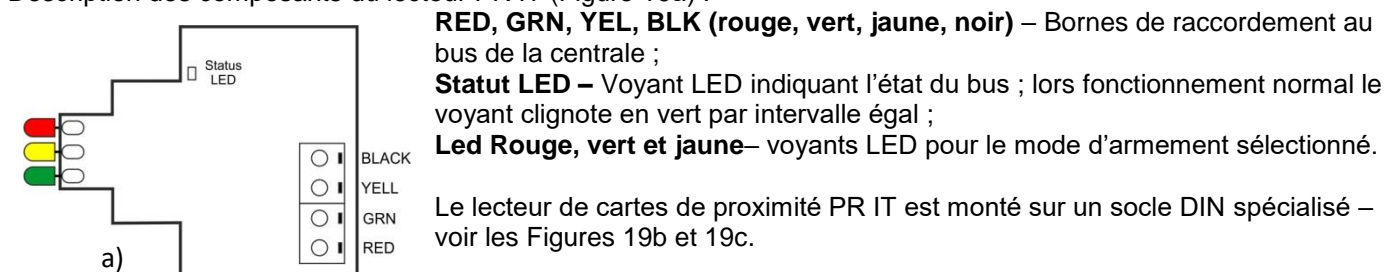 Description des composants du lecteur PR IT (Figure 19a) :
RED, GRN, YEL, BLK (rouge, vert, jaune, noir) – Bornes de raccordement au
bus de la centrale ;
Statut LED – Voyant LED indiquant l’état du bus ; lors fonctionnement normal le
voyant clignote en vert par intervalle égal ;
Led Rouge, vert et jaune– voyants LED pour le mode d’armement sélectionné.
Le lecteur de cartes de proximité PR IT est monté sur un socle DIN spécialisé –
voir les Figures 19b et 19c.
Status
LED
BLACK
YELL
GRN
RED
a)